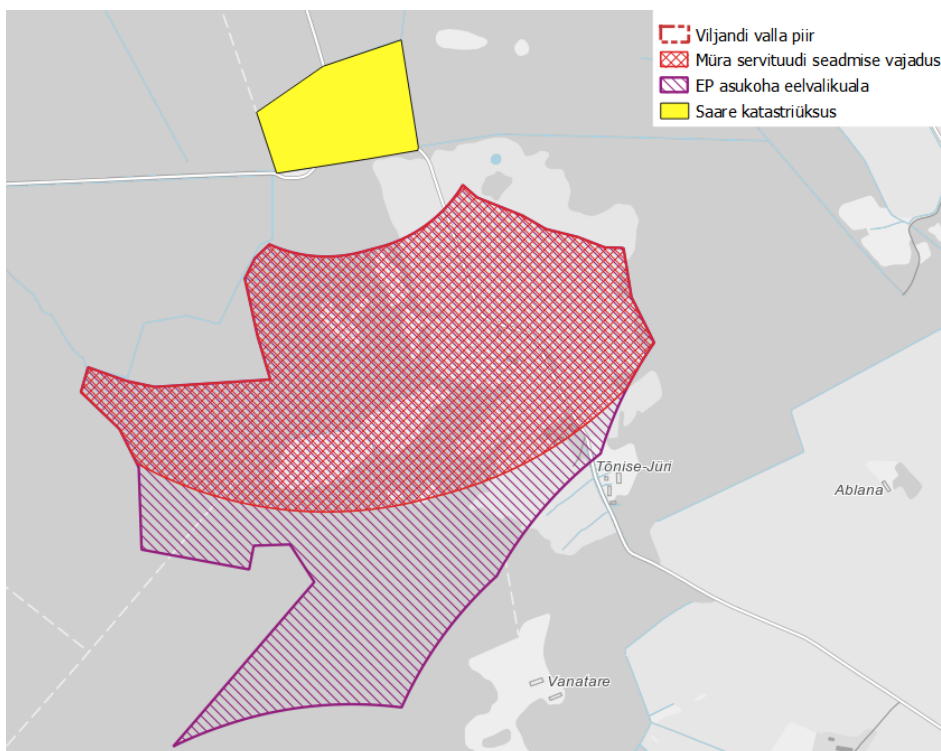 Viljandi valla piir
Müra servituudi seadmise vajadus
EP asukoha eelvalikuala
Saare katastriüksus
Tõnise-Jüri
Ablana
Vanatare